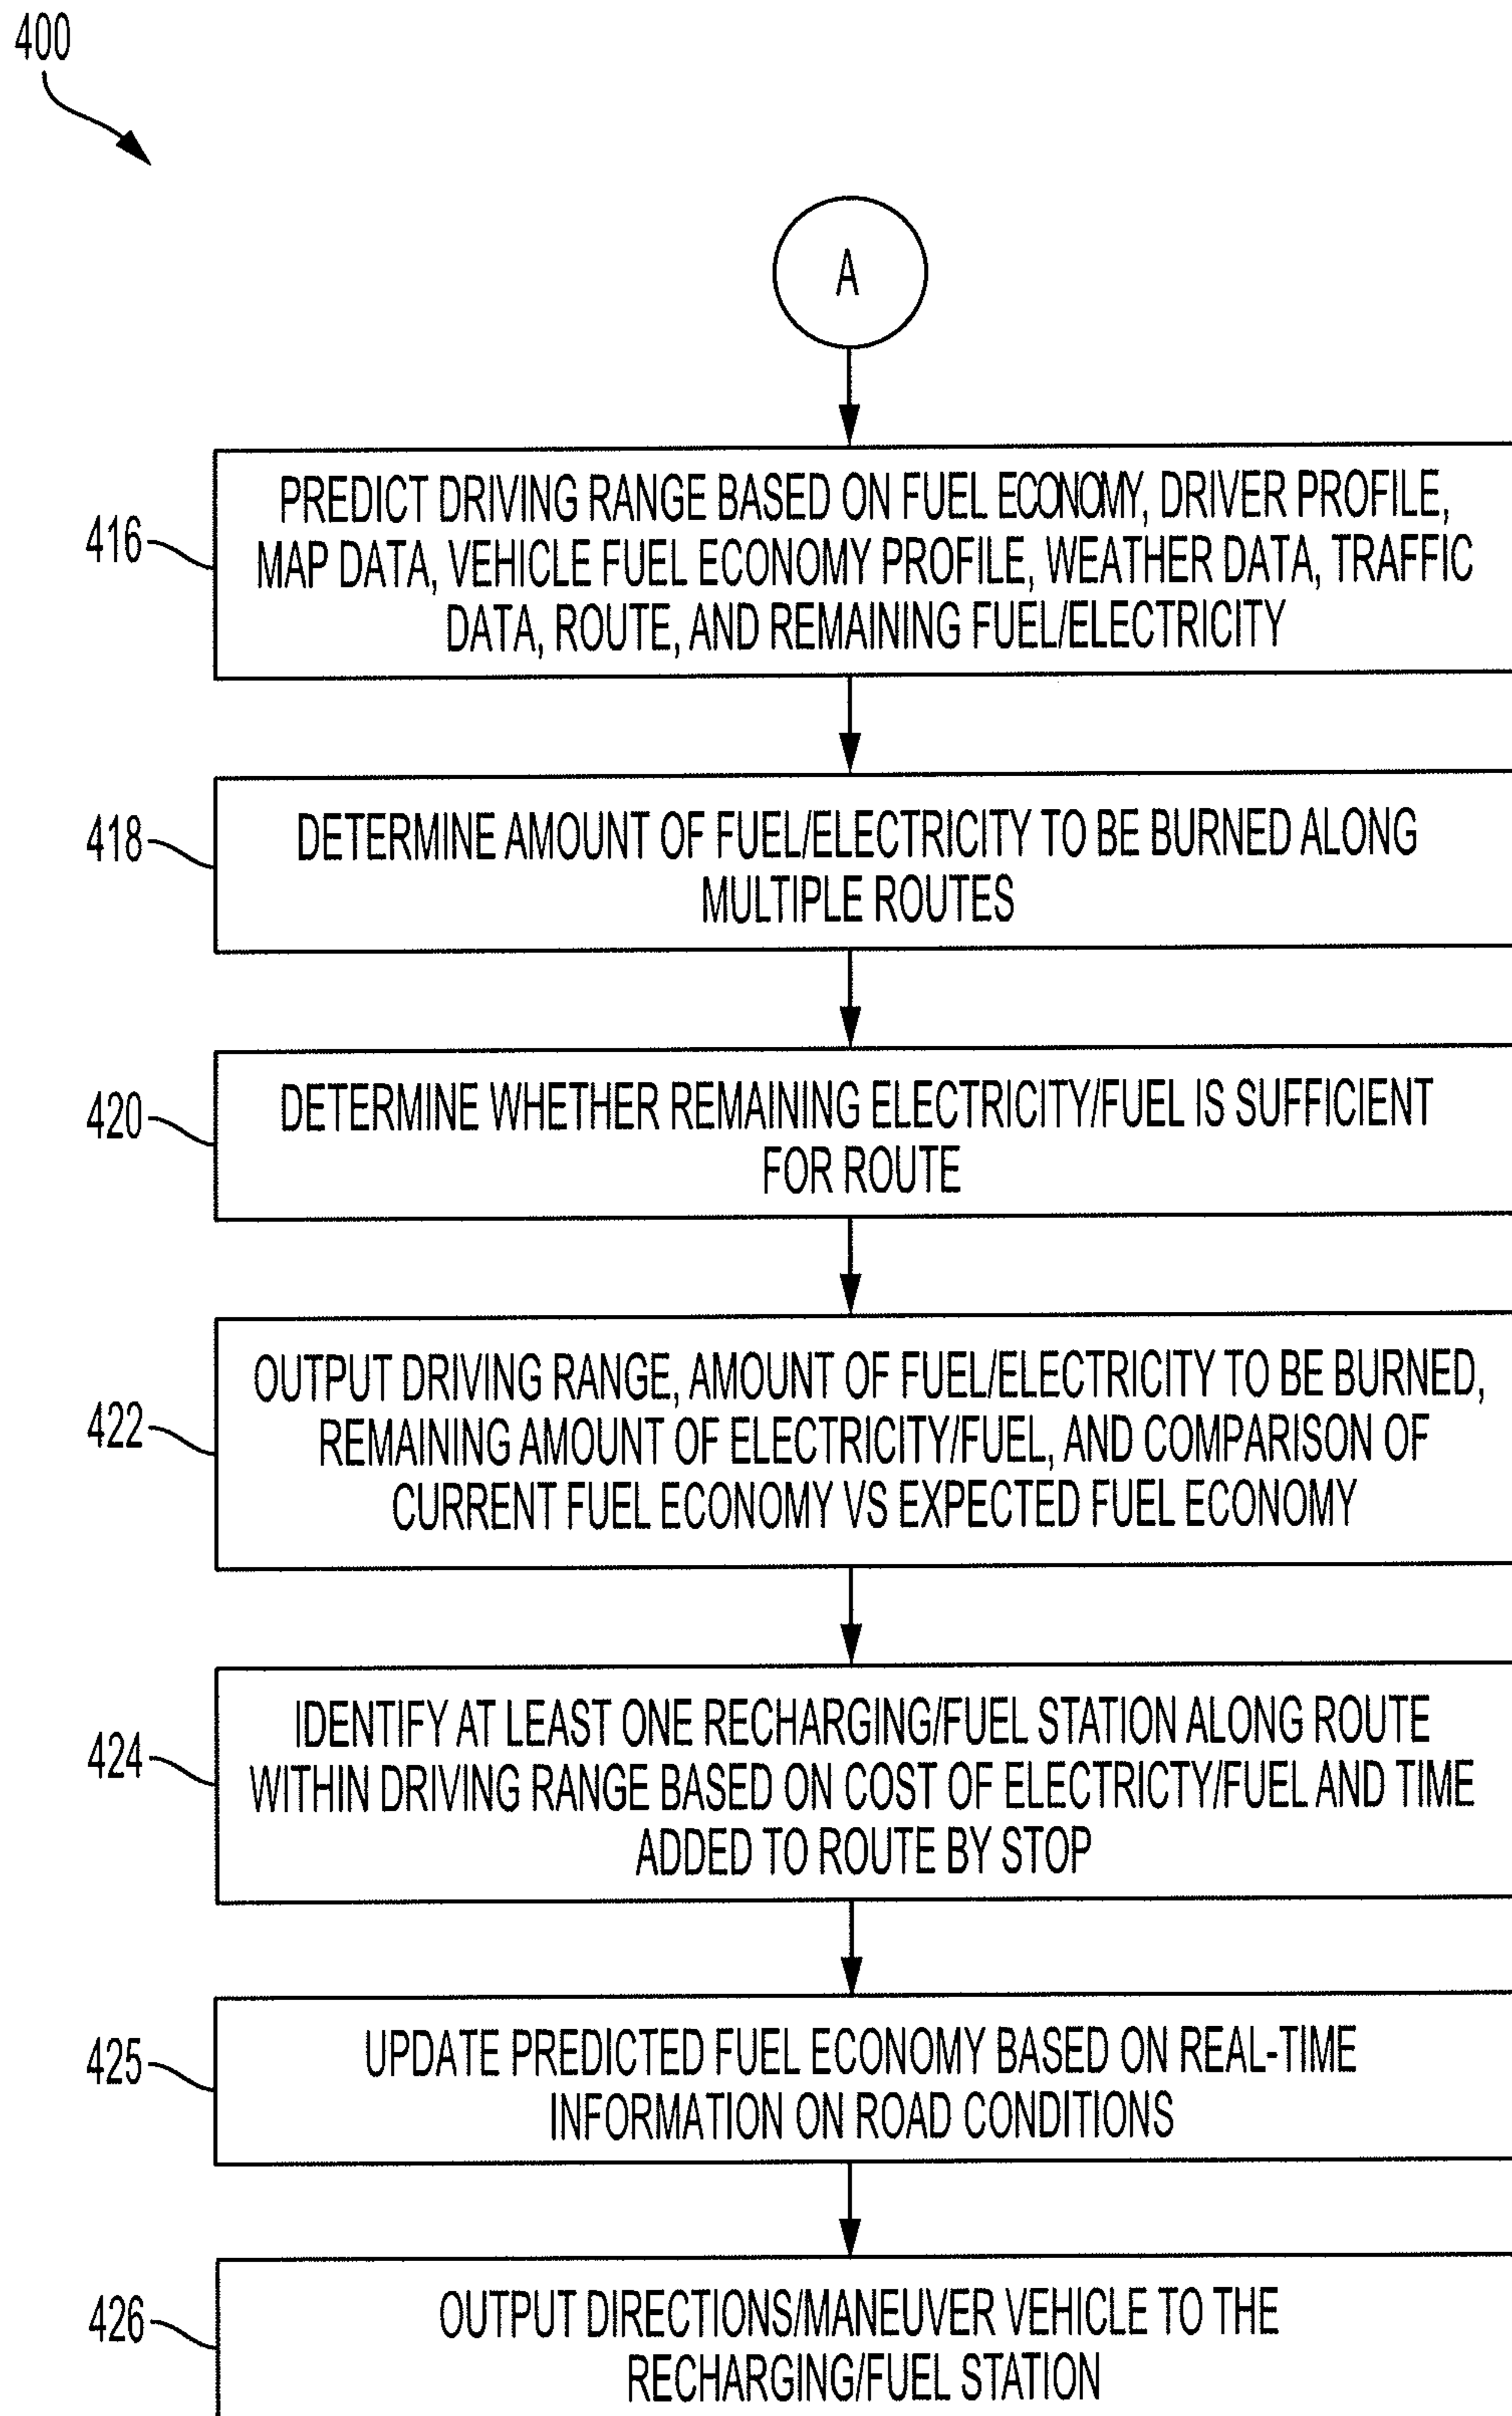 400
A
416
PREDICT DRIVING RANGE BASED ON FUEL ECONOMY, DRIVER PROFILE,
MAP DATA, VEHICLE FUEL ECONOMY PROFILE, WEATHER DATA, TRAFFIC
DATA, ROUTE, AND REMAINING FUEL/ELECTRICITY
418
DETERMINE AMOUNT OF FUEL/ELECTRICITY TO BE BURNED ALONG
MULTIPLE ROUTES
420
DETERMINE WHETHER REMAINING ELECTRICITY/FUEL IS SUFFICIENT
FOR ROUTE
422
OUTPUT DRIVING RANGE, AMOUNT OF FUEL/ELECTRICITY TO BE BURNED,
REMAINING AMOUNT OF ELECTRICITY/FUEL, AND COMPARISON OF
CURRENT FUEL ECONOMY VS EXPECTED FUEL ECONOMY
424
IDENTIFY AT LEAST ONE RECHARGING/FUEL STATION ALONG ROUTE
WITHIN DRIVING RANGE BASED ON COST OF ELECTRICTY/FUEL AND TIME
ADDED TO ROUTE BY STOP
425
UPDATE PREDICTED FUEL ECONOMY BASED ON REAL-TIME
INFORMATION ON ROAD CONDITIONS
426
OUTPUT DIRECTIONS/MANEUVER VEHICLE TO THE
RECHARGING/FUEL STATION